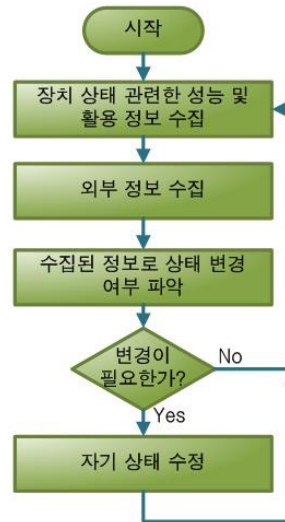 시작
장치 상태 관련한 성능 및
활용 정보 수집
외부 정보 수집
수집된 정보로 상태 변경
여부 파악
변경이
필요한가?
No
Yes
자기 상태 수정